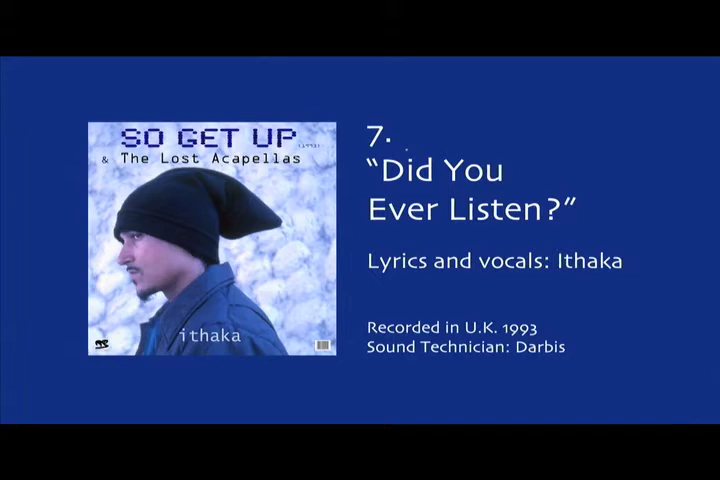 SO GET UP (1993)
& The Lost Acapellas
ithaka
7.
“Did You
Ever Listen?”
Lyrics and vocals: Ithaka
Recorded in U.K. 1993
Sound Technician: Darbis